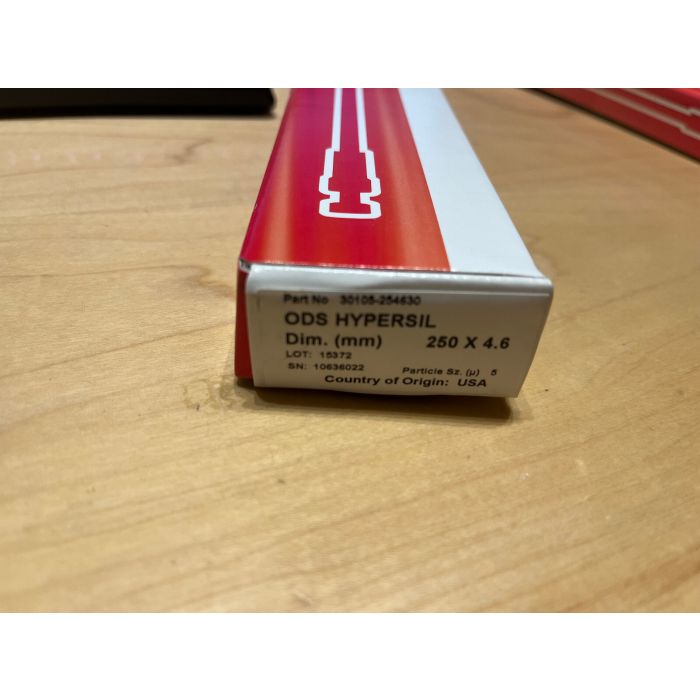 Part No 30105-254630
ODS HYPERSIL
Dim. (mm) 250 X 4.6
LOT: 15372
SN: 10636022 Particle Sz. (µ) 5
Country of Origin: USA